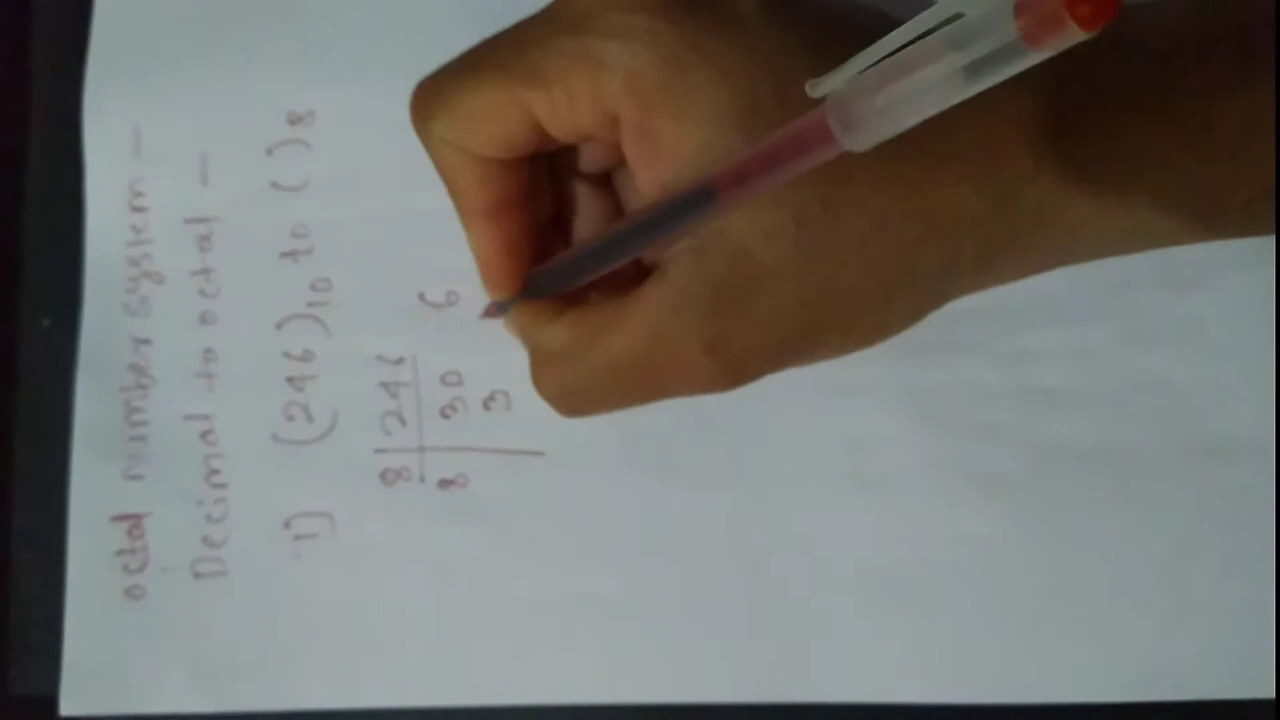 octal number system -
Decimal to octal -
1) (246)10 to ( )8
8 | 246
8 | 30 6
3